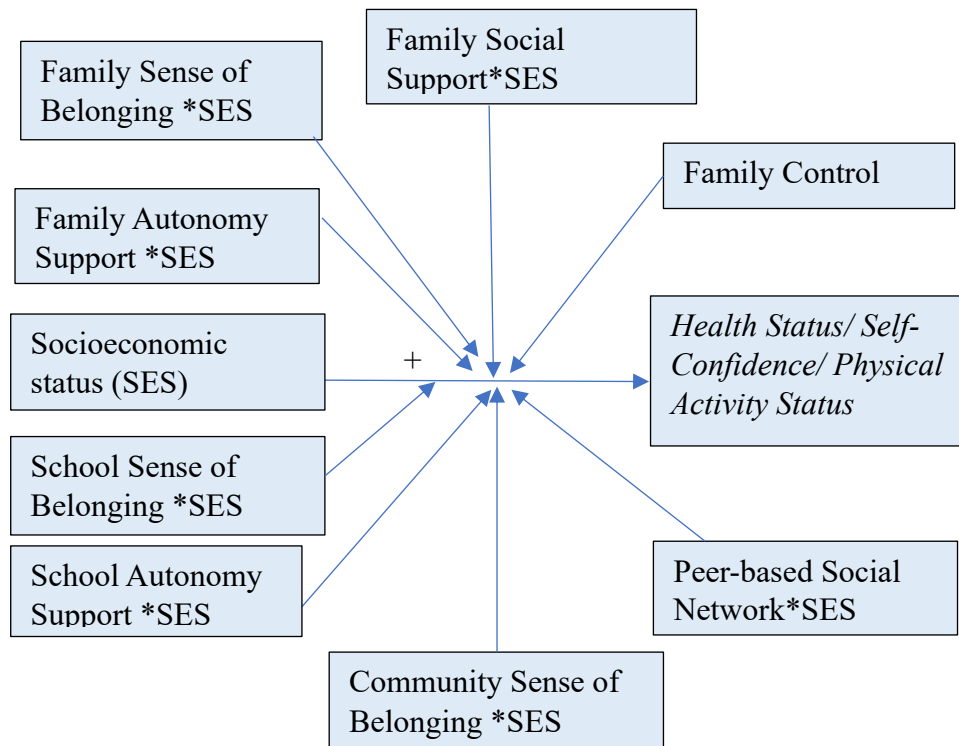 Family Social
Support*SES
Family Sense of
Belonging *SES
Family Control
Family Autonomy
Support *SES
Socioeconomic
status (SES)
+
Health Status/ Self-
Confidence/ Physical
Activity Status
School Sense of
Belonging *SES
School Autonomy
Support *SES
Peer-based Social
Network*SES
Community Sense of
Belonging *SES